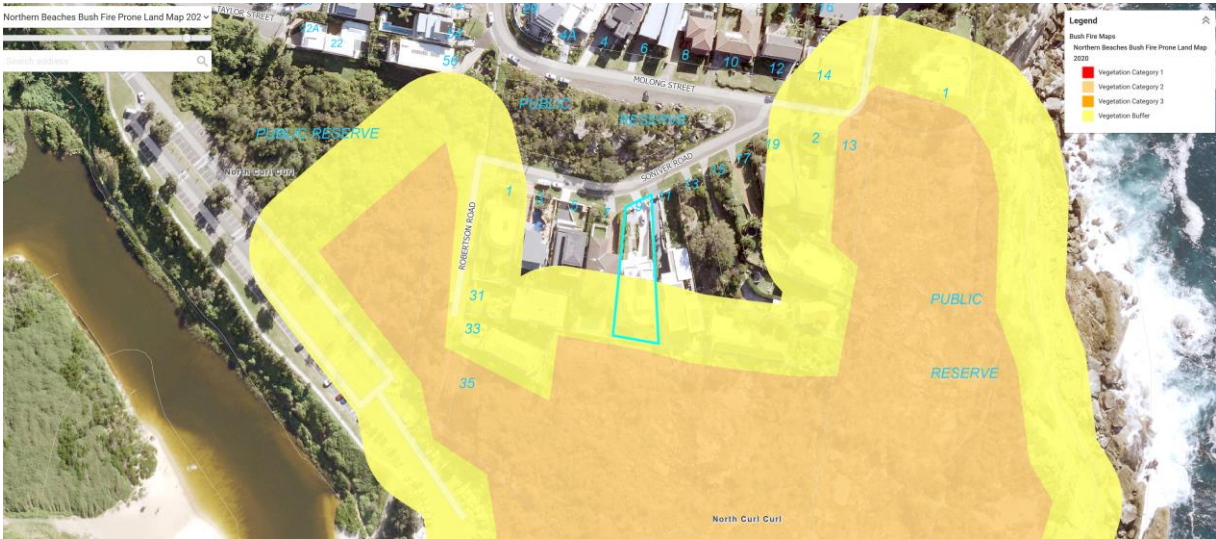 Northern Beaches Bush Fire Prone Land Map 202
Search address
TAYLOR STREET
22A
22
54
56
4A
4
6
8
10
12
14
16
MOLONG STREET
PUBLIC
RESERVE
PUBLIC RESERVE
North Curl Curl
1
2
13
19
17
15
13
11
9
SONIVER ROAD
1
3
5
7
ROBERTSON ROAD
31
33
35
PUBLIC
RESERVE
North Curl Curl
Legend
Bush Fire Maps
Northern Beaches Bush Fire Prone Land Map
2020
Vegetation Category 1
Vegetation Category 2
Vegetation Category 3
Vegetation Buffer